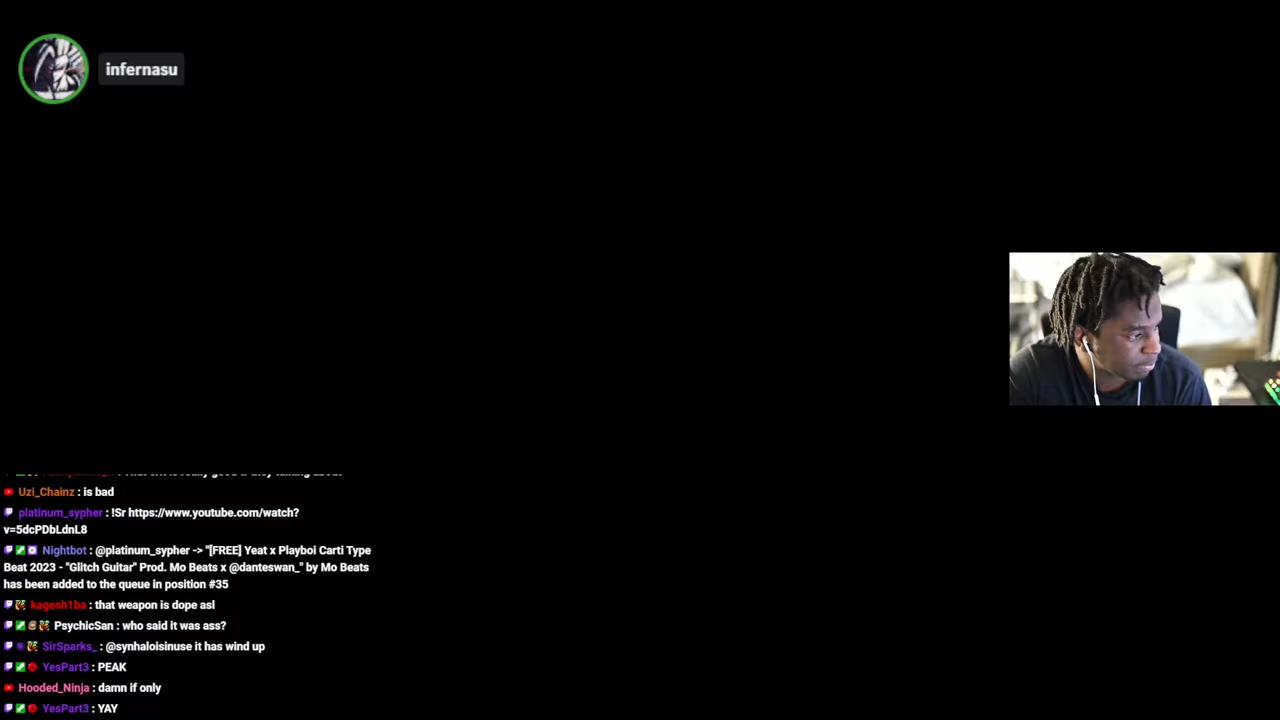 infernasu
Uzi_Chainz : is bad
platinum_sypher : !Sr https://www.youtube.com/watch?
v=5dcPDbLdnL8
Nightbot : @platinum_sypher -> "[FREE] Yeat x Playboi Carti Type
Beat 2023 - "Glitch Guitar" Prod. Mo Beats x @danteswan_" by Mo Beats
has been added to the queue in position #35
kagesh1ba : that weapon is dope asl
PsychicSan : who said it was ass?
SirSparks_ : @synhaloisinuse it has wind up
YesPart3 : PEAK
Hooded_Ninja : damn if only
YesPart3 : YAY